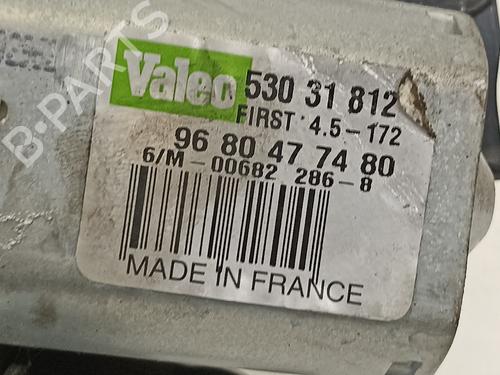 B-PARTS
Valeo 530 31 812
FIRST 4.5-172
96 80 47 74 80
6/M-00682 286-8
MADE IN FRANCE